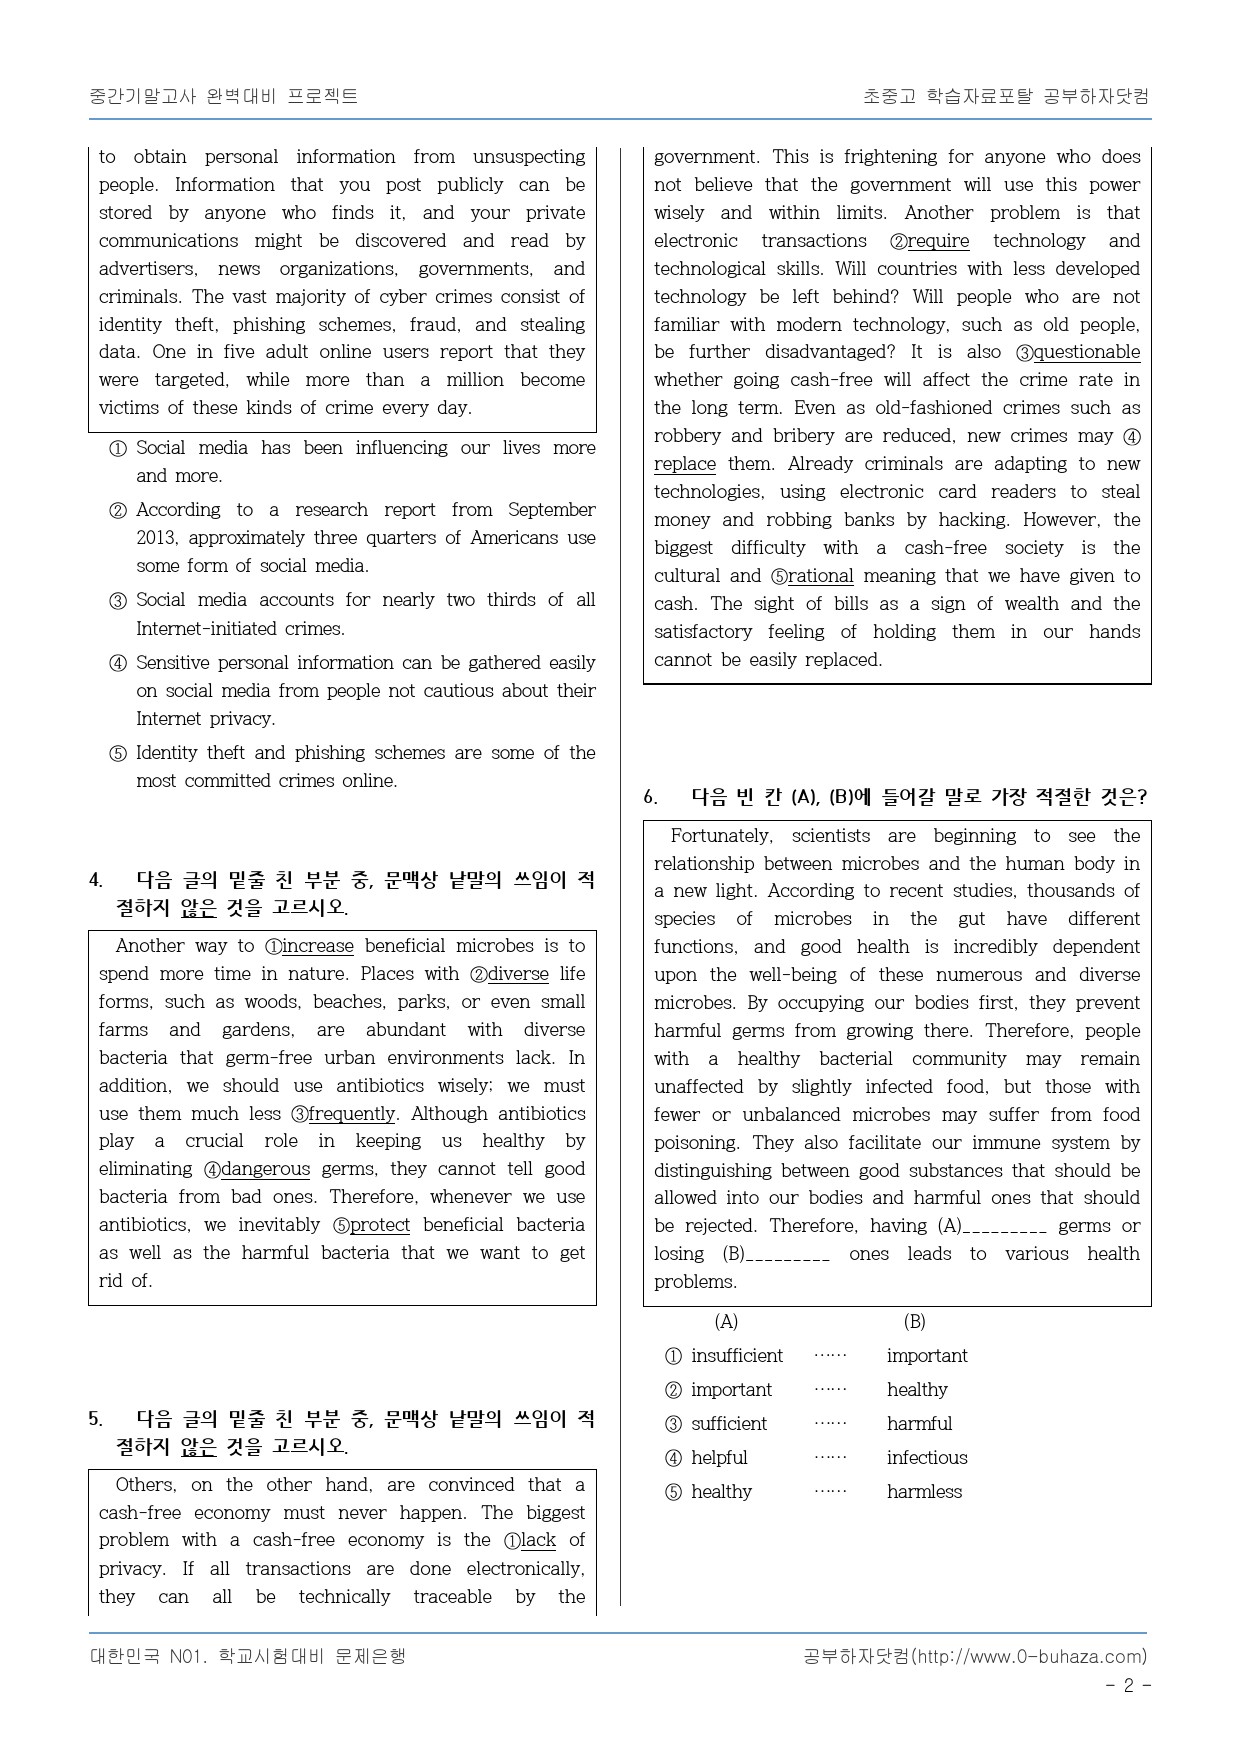 중간기말고사 완벽대비 프로젝트
초중고 학습자료포탈 공부하자닷컴
to obtain personal information from unsuspecting
people. Information that you post publicly can be
stored by anyone who finds it, and your private
communications might be discovered and read by
advertisers, news organizations, governments, and
criminals. The vast majority of cyber crimes consist of
identity theft, phishing schemes, fraud, and stealing
data. One in five adult online users report that they
were targeted, while more than a million become
victims of these kinds of crime every day.
① Social media has been influencing our lives more
and more.
② According to a research report from September
2013, approximately three quarters of Americans use
some form of social media.
③ Social media accounts for nearly two thirds of all
Internet-initiated crimes.
④ Sensitive personal information can be gathered easily
on social media from people not cautious about their
Internet privacy.
⑤ Identity theft and phishing schemes are some of the
most committed crimes online.
4. 다음 글의 밑줄 친 부분 중, 문맥상 낱말의 쓰임이 적
절하지 않은 것을 고르시오.
Another way to ①increase beneficial microbes is to
spend more time in nature. Places with ②diverse life
forms, such as woods, beaches, parks, or even small
farms and gardens, are abundant with diverse
bacteria that germ-free urban environments lack. In
addition, we should use antibiotics wisely; we must
use them much less ③frequently. Although antibiotics
play a crucial role in keeping us healthy by
eliminating ④dangerous germs, they cannot tell good
bacteria from bad ones. Therefore, whenever we use
antibiotics, we inevitably ⑤protect beneficial bacteria
as well as the harmful bacteria that we want to get
rid of.
5. 다음 글의 밑줄 친 부분 중, 문맥상 낱말의 쓰임이 적
절하지 않은 것을 고르시오.
Others, on the other hand, are convinced that a
cash-free economy must never happen. The biggest
problem with a cash-free economy is the ①lack of
privacy. If all transactions are done electronically,
they can all be technically traceable by the
government. This is frightening for anyone who does
not believe that the government will use this power
wisely and within limits. Another problem is that
electronic transactions ②require technology and
technological skills. Will countries with less developed
technology be left behind? Will people who are not
familiar with modern technology, such as old people,
be further disadvantaged? It is also ③questionable
whether going cash-free will affect the crime rate in
the long term. Even as old-fashioned crimes such as
robbery and bribery are reduced, new crimes may ④
replace them. Already criminals are adapting to new
technologies, using electronic card readers to steal
money and robbing banks by hacking. However, the
biggest difficulty with a cash-free society is the
cultural and ⑤rational meaning that we have given to
cash. The sight of bills as a sign of wealth and the
satisfactory feeling of holding them in our hands
cannot be easily replaced.
6. 다음 빈 칸 (A), (B)에 들어갈 말로 가장 적절한 것은?
Fortunately, scientists are beginning to see the
relationship between microbes and the human body in
a new light. According to recent studies, thousands of
species of microbes in the gut have different
functions, and good health is incredibly dependent
upon the well-being of these numerous and diverse
microbes. By occupying our bodies first, they prevent
harmful germs from growing there. Therefore, people
with a healthy bacterial community may remain
unaffected by slightly infected food, but those with
fewer or unbalanced microbes may suffer from food
poisoning. They also facilitate our immune system by
distinguishing between good substances that should be
allowed into our bodies and harmful ones that should
be rejected. Therefore, having (A)_________ germs or
losing (B)_________ ones leads to various health
problems.
(A) (B)
① insufficient ······ important
② important ······ healthy
③ sufficient ······ harmful
④ helpful ······ infectious
⑤ healthy ······ harmless
대한민국 N01. 학교시험대비 문제은행
공부하자닷컴(http://www.0-buhaza.com)
- 2 -